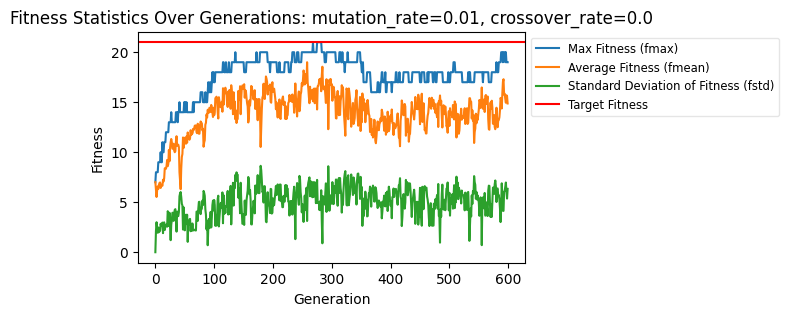 Fitness Statistics Over Generations: mutation_rate=0.01, crossover_rate=0.0
Max Fitness (fmax)
Average Fitness (fmean)
Standard Deviation of Fitness (fstd)
Target Fitness
Fitness
20
15
10
5
0
0 100 200 300 400 500 600
Generation